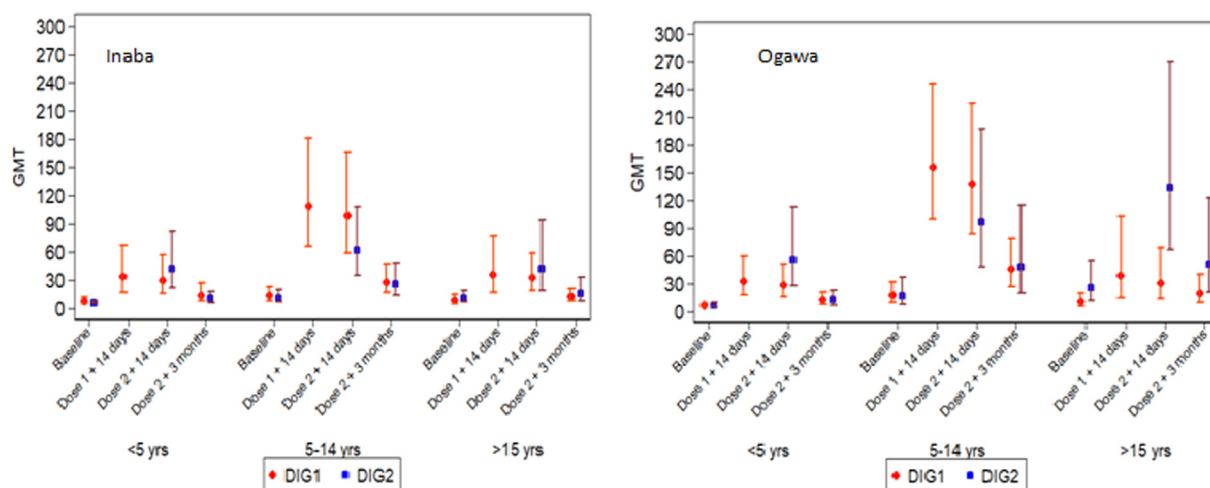 Inaba
GMT
300
270
240
210
180
150
120
90
60
30
0
Baseline
Dose 1 + 14 days
Dose 2 + 14 days
Dose 2 + 3 months
Baseline
Dose 1 + 14 days
Dose 2 + 14 days
Dose 2 + 3 months
Baseline
Dose 1 + 14 days
Dose 2 + 14 days
Dose 2 + 3 months
<5 yrs 5-14 yrs >15 yrs
DIG1 DIG2
Ogawa
GMT
300
270
240
210
180
150
120
90
60
30
0
Baseline
Dose 1 + 14 days
Dose 2 + 14 days
Dose 2 + 3 months
Baseline
Dose 1 + 14 days
Dose 2 + 14 days
Dose 2 + 3 months
Baseline
Dose 1 + 14 days
Dose 2 + 14 days
Dose 2 + 3 months
<5 yrs 5-14 yrs >15 yrs
DIG1 DIG2